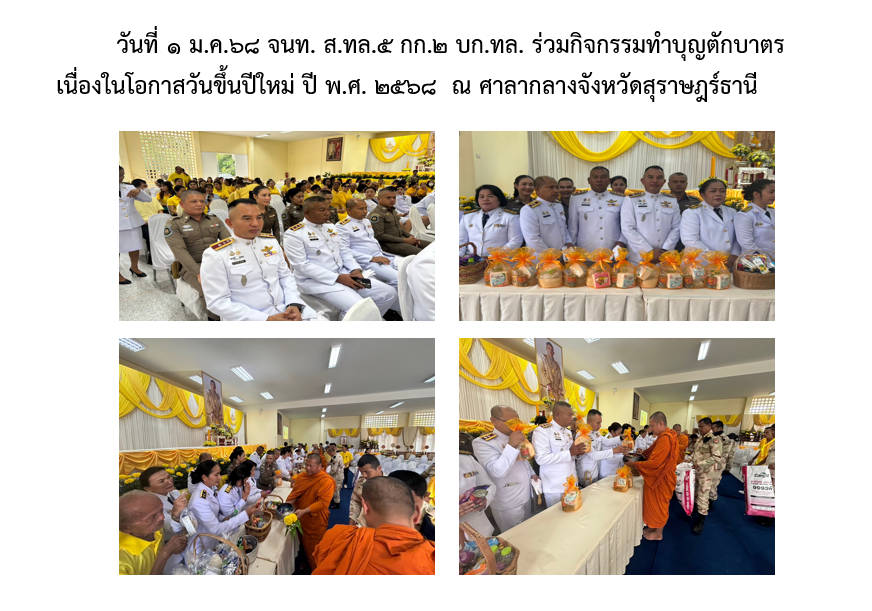 วันที่ ๑ ม.ค.๖๘ จนท. ส.ทล.๕ กก.๒ บก.ทล. ร่วมกิจกรรมทำบุญตักบาตร
เนื่องในโอกาสวันขึ้นปีใหม่ ปี พ.ศ. ๒๕๖๘ ณ ศาลากลางจังหวัดสุราษฎร์ธานี